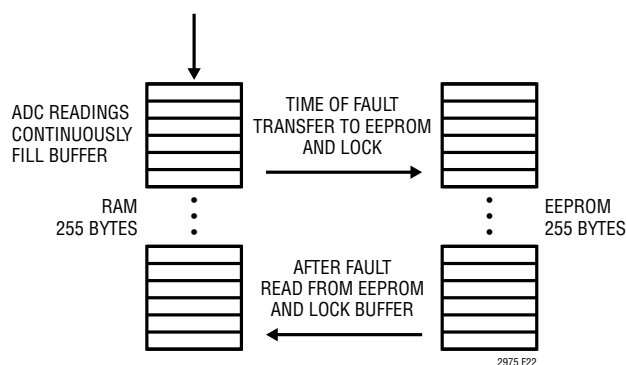 ADC READINGS
CONTINUOUSLY
FILL BUFFER
TIME OF FAULT
TRANSFER TO EEPROM
AND LOCK
RAM
255 BYTES
EEPROM
255 BYTES
AFTER FAULT
READ FROM EEPROM
AND LOCK BUFFER
2975 F22